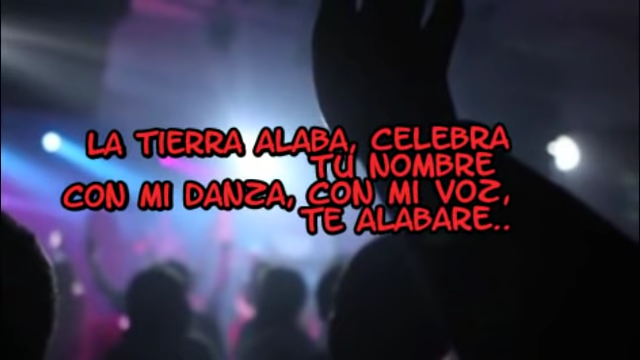 LA TIERRA ALABA, CELEBRA
TU NOMBRE
CON MI DANZA, CON MI VOZ,
TE ALABARE..